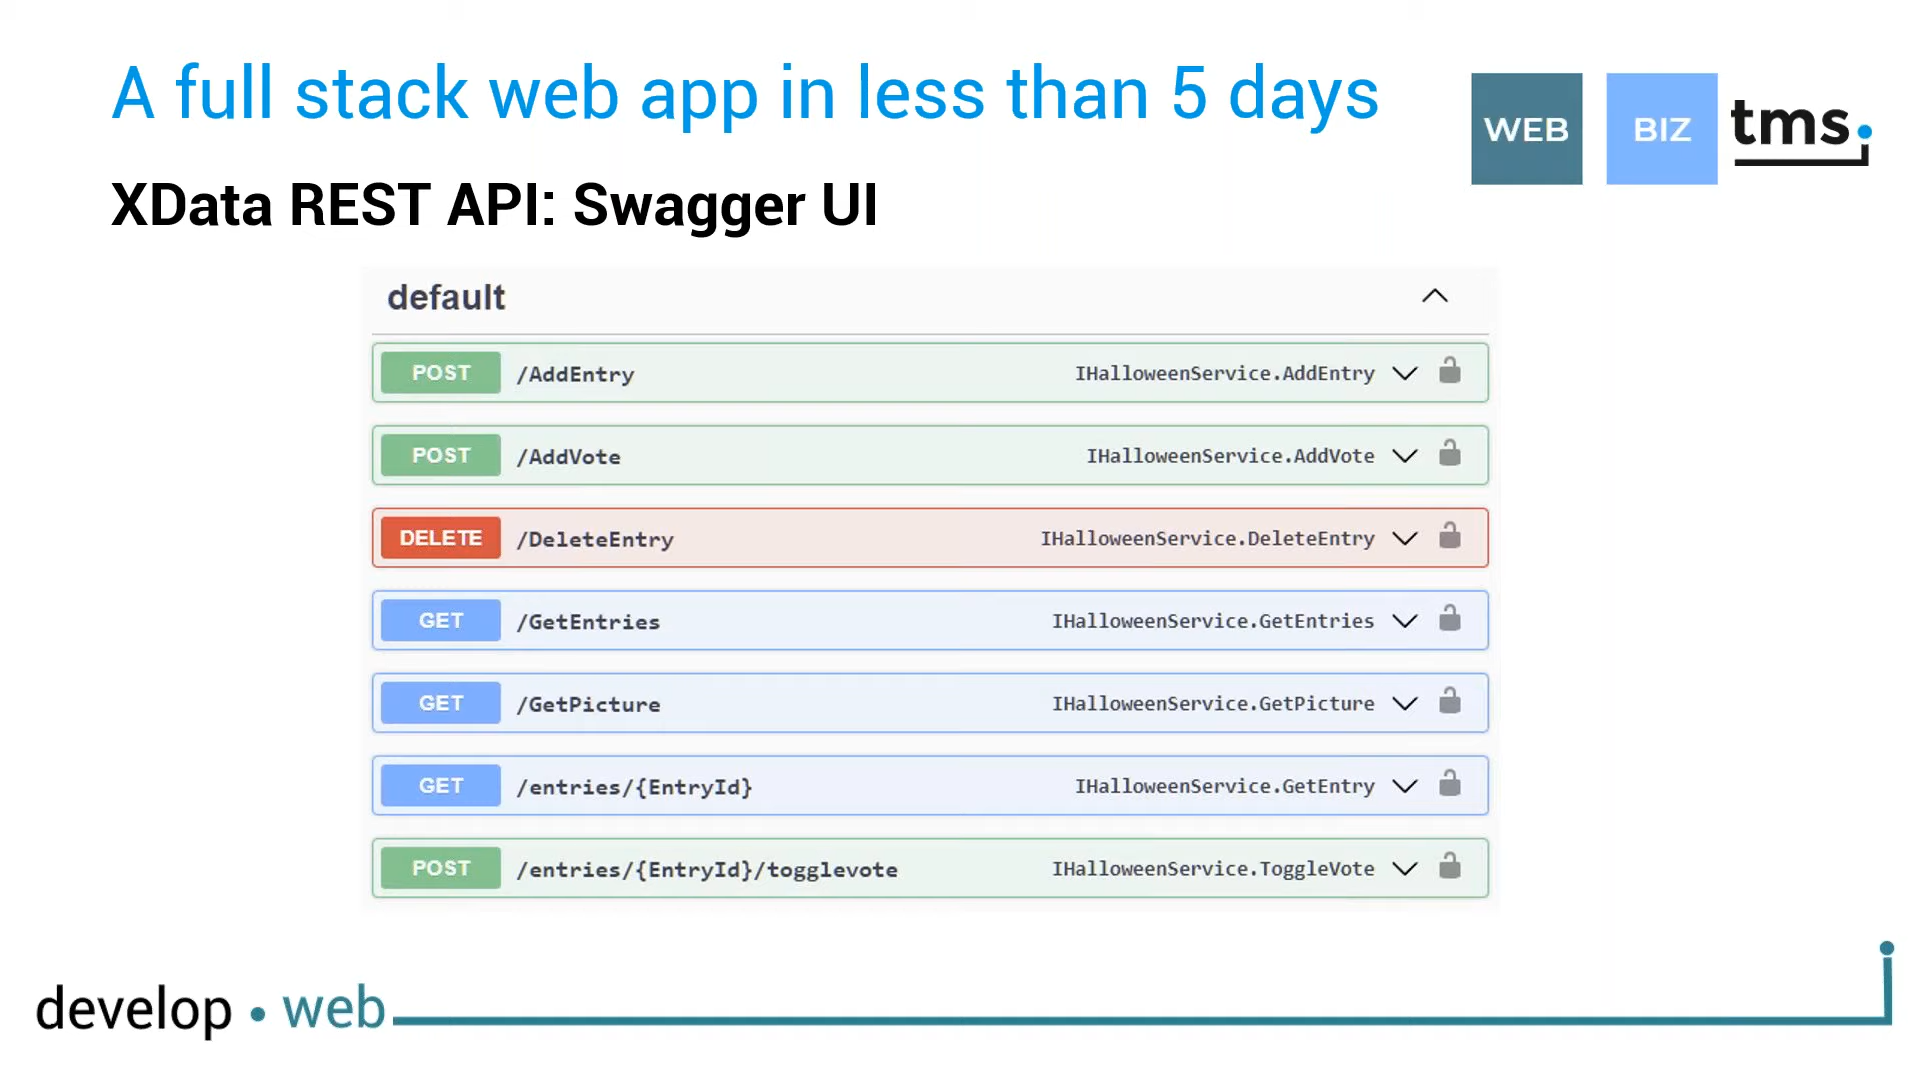 A full stack web app in less than 5 days
WEB
BIZ
tms
XData REST API: Swagger UI
default
POST /AddEntry IHalloweenService.AddEntry
POST /AddVote IHalloweenService.AddVote
DELETE /DeleteEntry IHalloweenService.DeleteEntry
GET /GetEntries IHalloweenService.GetEntries
GET /GetPicture IHalloweenService.GetPicture
GET /entries/{EntryId} IHalloweenService.GetEntry
POST /entries/{EntryId}/togglevote IHalloweenService.ToggleVote
develop • web